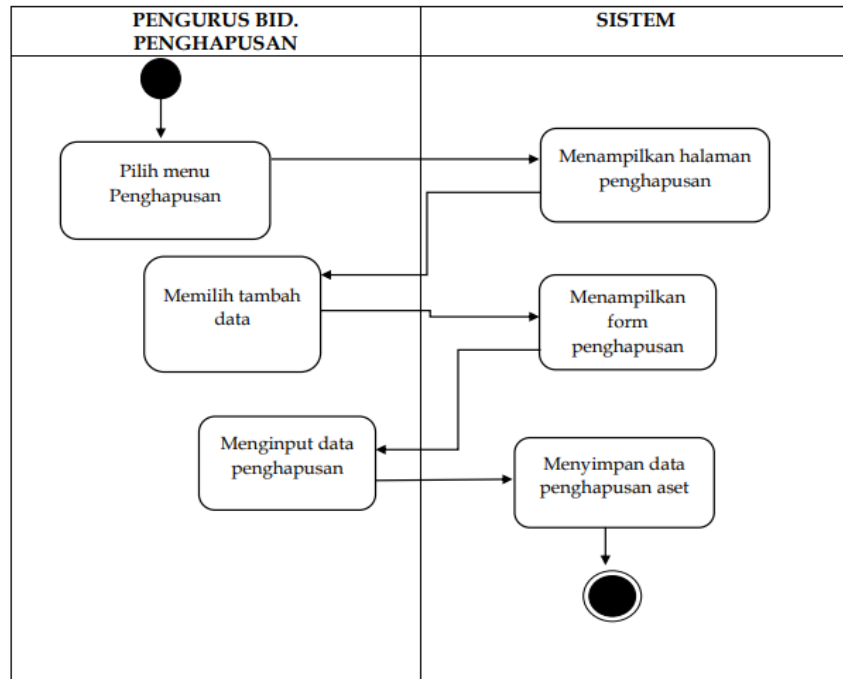 PENGURUS BID.
PENGHAPUSAN
SISTEM
Pilih menu
Penghapusan
Menampilkan halaman
penghapusan
Memilih tambah
data
Menampilkan
form
penghapusan
Menginput data
penghapusan
Menyimpan data
penghapusan aset